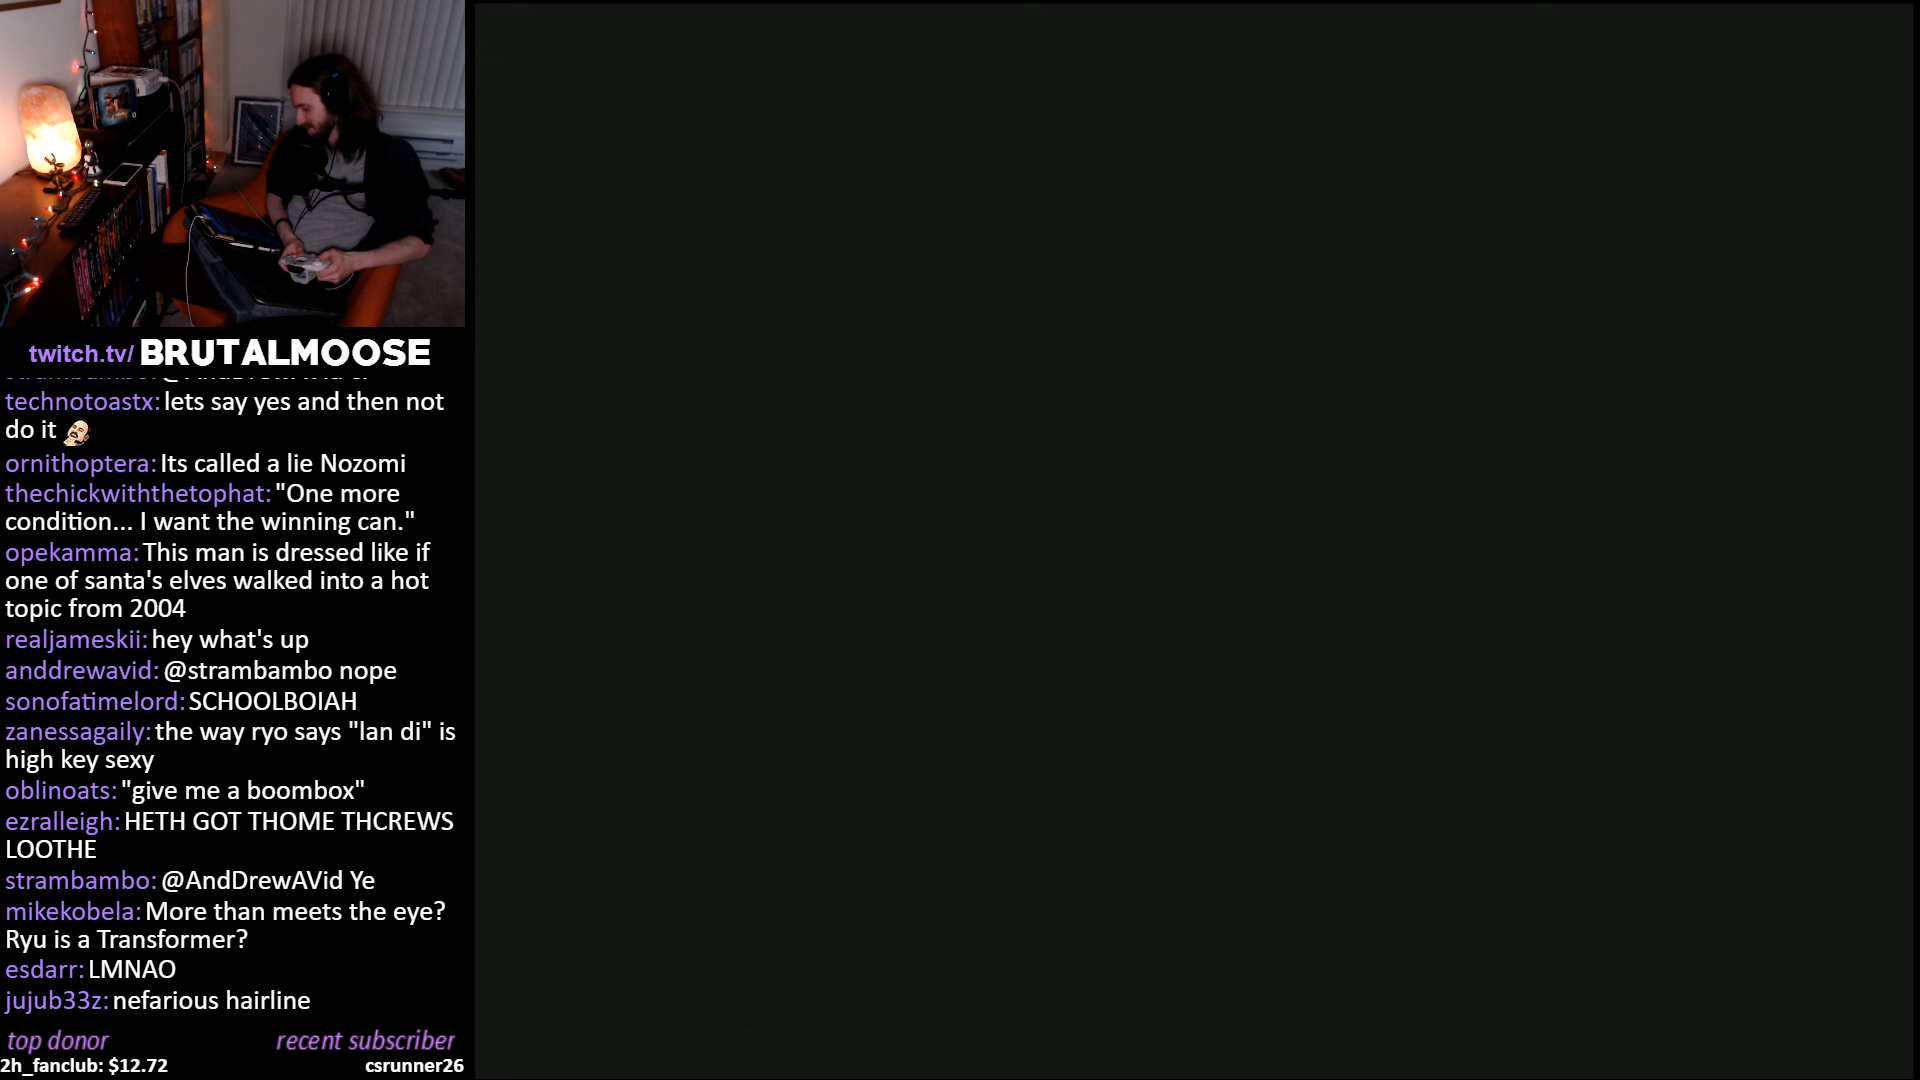 twitch.tv/ BRUTALMOOSE
technotoastx: lets say yes and then not
do it
ornithoptera: Its called a lie Nozomi
thechickwiththetophat: "One more
condition... I want the winning can."
opekamma: This man is dressed like if
one of santa's elves walked into a hot
topic from 2004
realjameskii: hey what's up
anddrewavid: @strambambo nope
sonofatimelord: SCHOOLBOIAH
zanessagaily: the way ryo says "lan di" is
high key sexy
oblinoats: "give me a boombox"
ezralleigh: HETH GOT THOME THCREWS
LOOTHE
strambambo: @AndDrewAVid Ye
mikekobela: More than meets the eye?
Ryu is a Transformer?
esdarr: LMNAO
jujub33z: nefarious hairline
top donor recent subscriber
2h_fanclub: $12.72 csrunner26